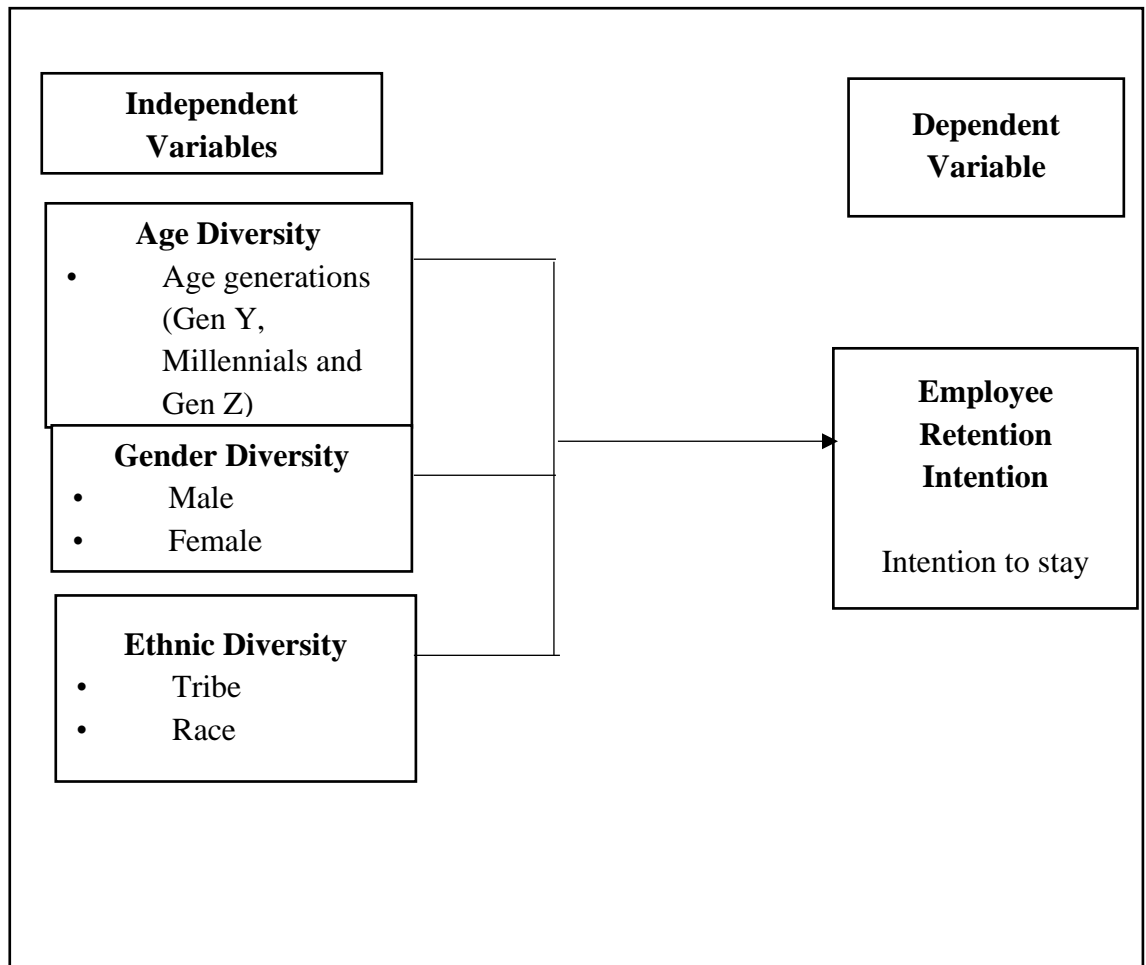 Independent
Variables
Age Diversity
• Age generations
(Gen Y,
Millennials and
Gen Z)
Gender Diversity
• Male
• Female
Ethnic Diversity
• Tribe
• Race
Dependent
Variable
Employee
Retention
Intention
Intention to stay